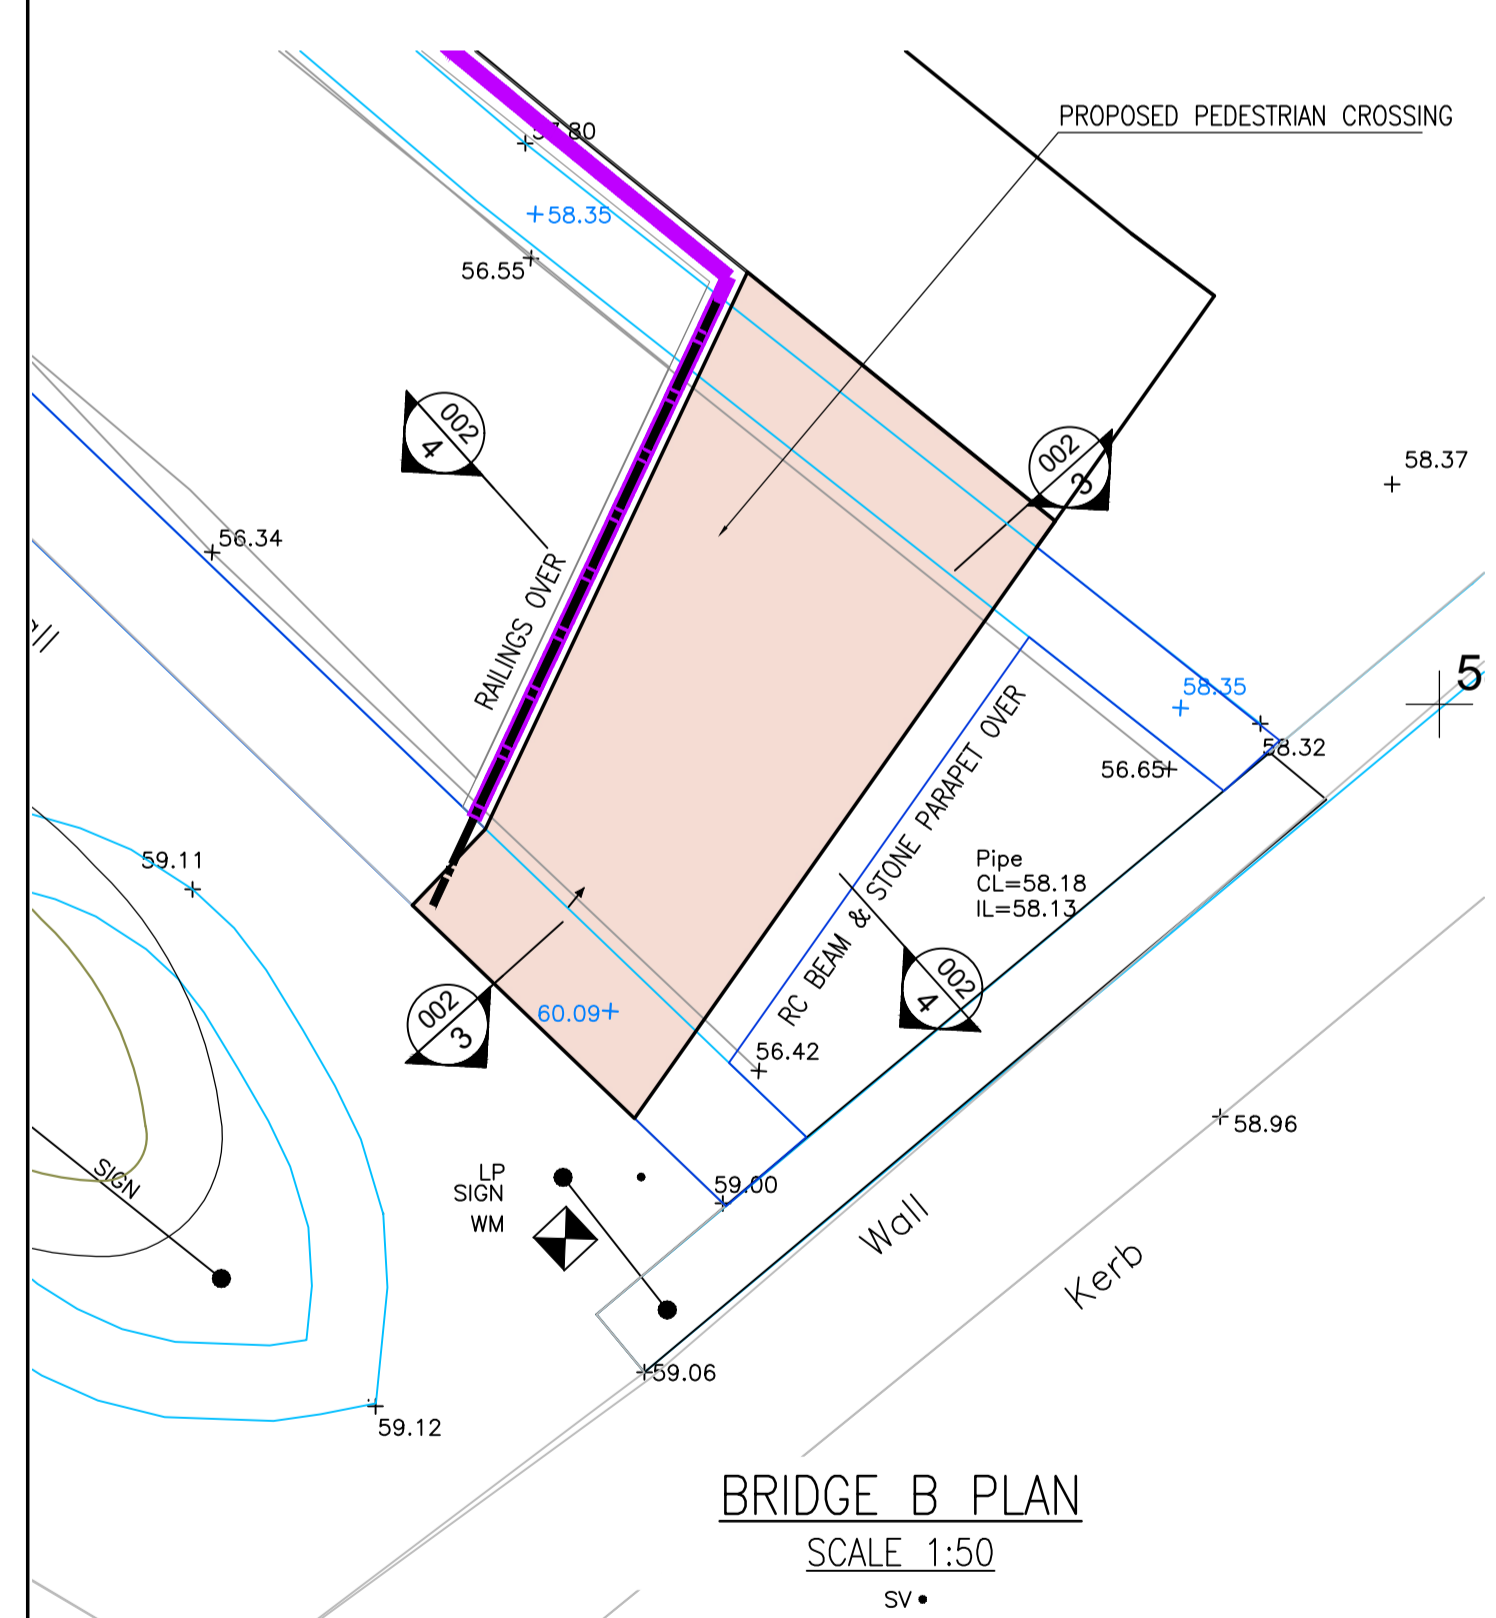 PROPOSED PEDESTRIAN CROSSING
57.80
58.35
56.55
002
4
002
3
58.37
56.34
RAILINGS OVER
58.35
5
58.32
56.65
RC BEAM & STONE PARAPET OVER
59.11
Pipe
CL=58.18
IL=58.13
002
4
002
3
60.09
56.42
58.96
SIGN
LP
SIGN
WM
59.00
Wall
Kerb
59.06
59.12
BRIDGE B PLAN
SCALE 1:50
SV